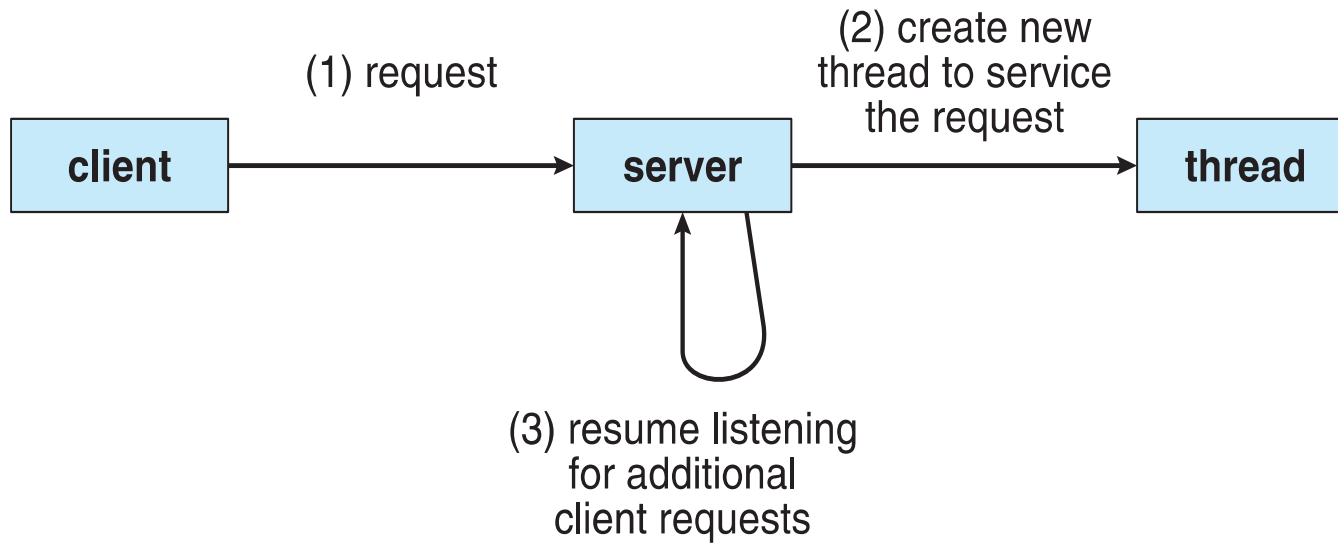 (1) request
(2) create new
thread to service
the request
client
server
thread
(3) resume listening
for additional
client requests